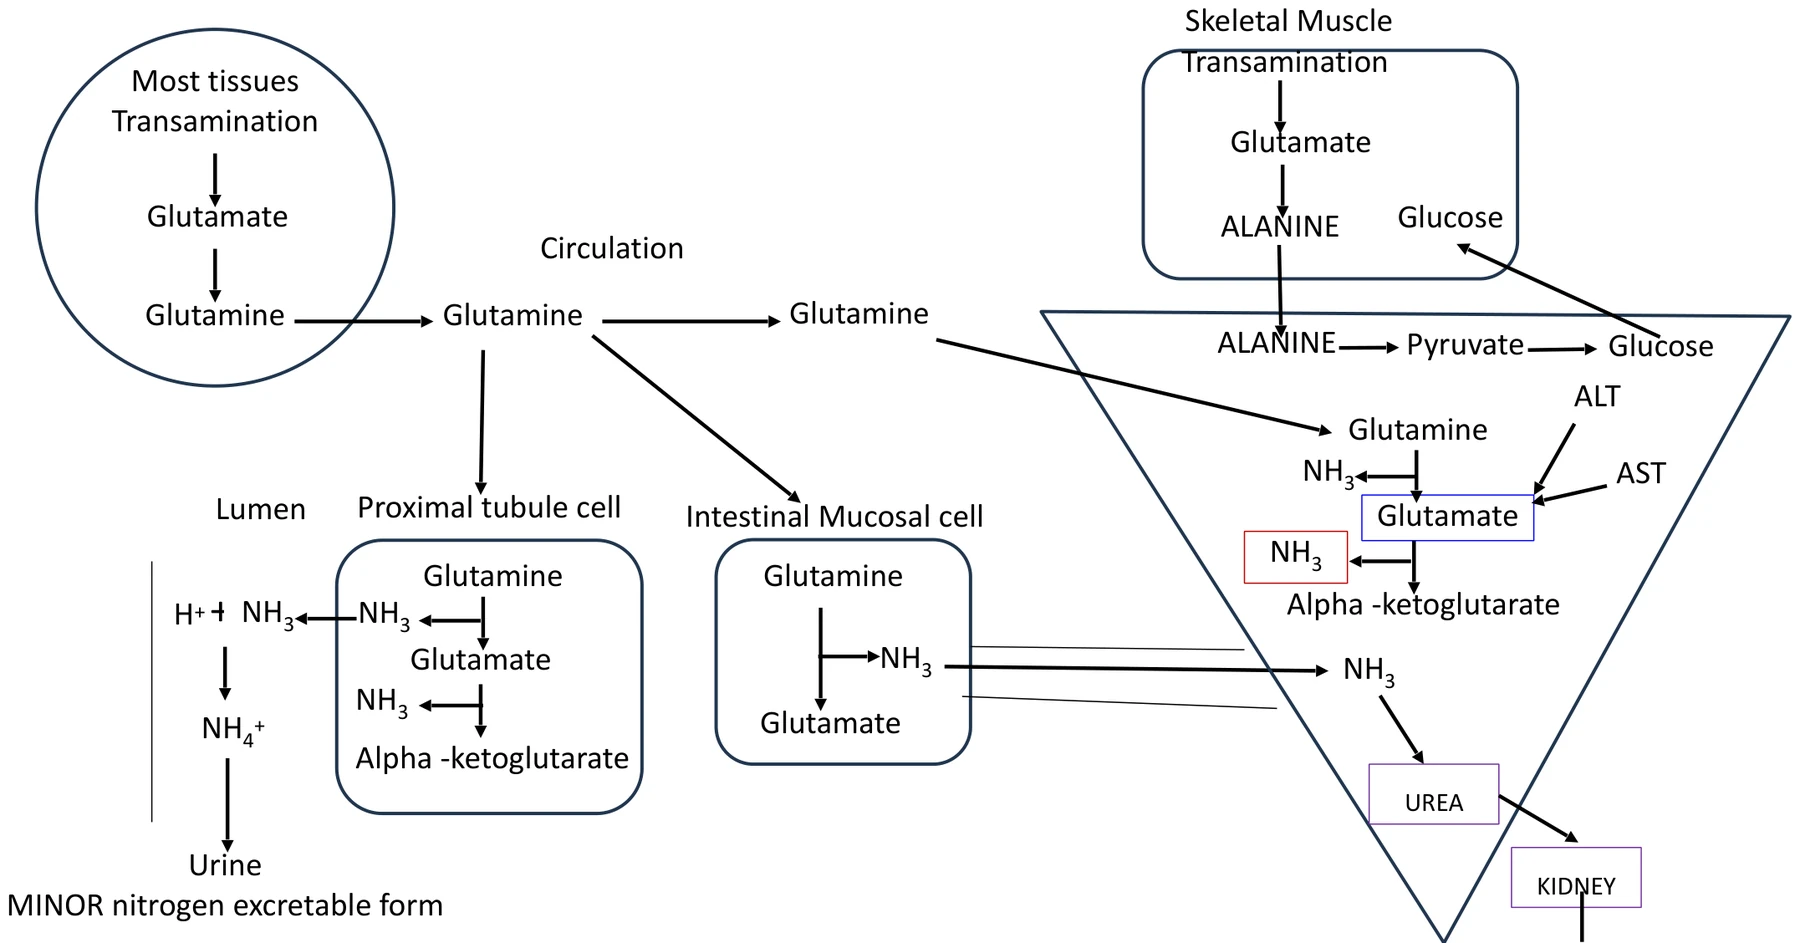 Skeletal Muscle
Transamination
Glutamate
ALANINE
Glucose
Most tissues
Transamination
Glutamate
Glutamine
Circulation
Glutamine
Glutamine
ALANINE
Pyruvate
Glucose
ALT
AST
Glutamine
NH3
Glutamate
NH3
Alpha -ketoglutarate
NH3
UREA
KIDNEY
Lumen
Proximal tubule cell
Glutamine
NH3
Glutamate
NH3
Alpha -ketoglutarate
H+ + NH3
NH4+
Urine
MINOR nitrogen excretable form
Intestinal Mucosal cell
Glutamine
NH3
Glutamate